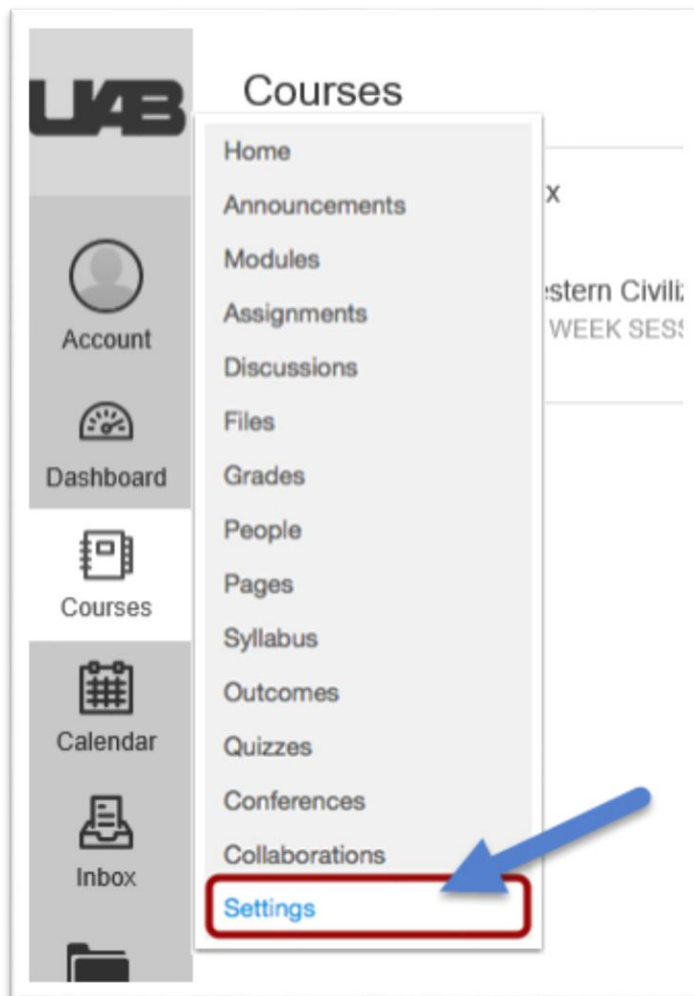 UAB
Courses
Home
Announcements
x
Modules
Assignments
WEEK
Discussions
Files
Grades
People
Pages
Syllabus
Outcomes
Quizzes
Conferences
Collaborations
Settings
Account
Dashboard
Courses
Calendar
Inbox